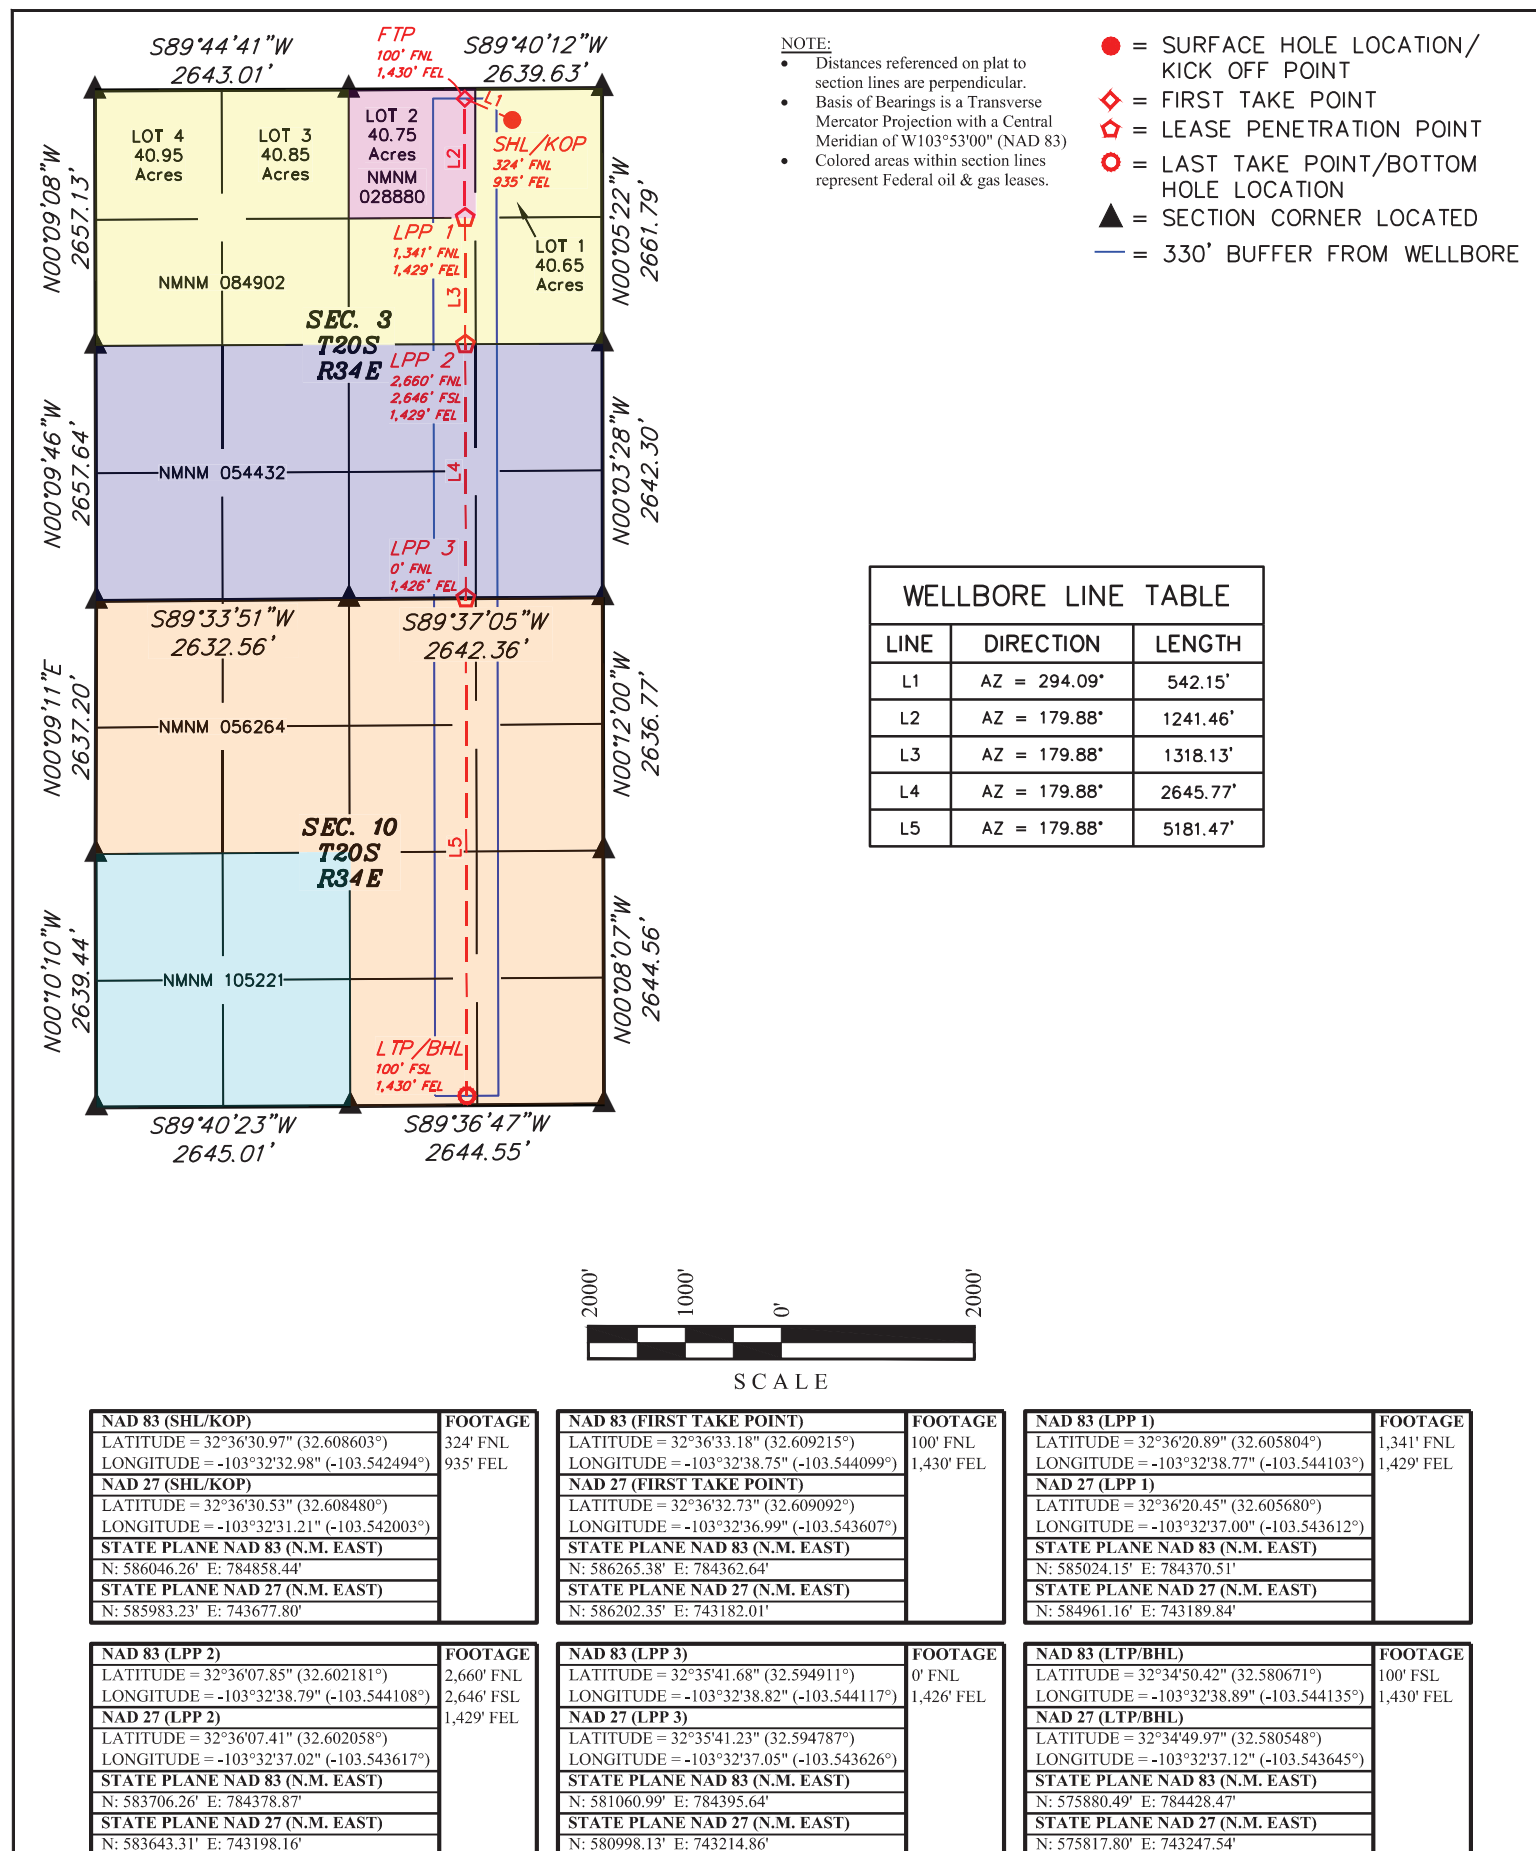 S89°44'41"W
2643.01'
FTP
100' FNL
1,430' FEL
S89°40'12"W
2639.63'
L1
LOT 4
40.95
Acres
LOT 3
40.85
Acres
LOT 2
40.75
Acres
NMNM
028880
L2
SHL/KOP
324' FNL
935' FEL
N00°09'08"W
2657.13'
N00°05'22"W
2661.79'
LPP 1
1,341' FNL
1,429' FEL
LOT 1
40.65
Acres
NMNM 084902
L3
SEC. 3
T20S
R34E
LPP 2
2,660' FNL
2,646' FSL
1,429' FEL
N00°09'46"W
2657.64'
NMNM 054432
L4
N00°03'28"W
2642.30'
LPP 3
0' FNL
1,426' FEL
S89°33'51"W
2632.56'
S89°37'05"W
2642.36'
N00°09'11"E
2637.20'
NMNM 056264
N00°12'00"W
2636.77'
SEC. 10
T20S
R34E
L5
N00°10'10"W
2639.44'
NMNM 105221
N00°08'07"W
2644.56'
LTP/BHL
100' FSL
1,430' FEL
S89°40'23"W
2645.01'
S89°36'47"W
2644.55'
NOTE:
• Distances referenced on plat to
section lines are perpendicular.
• Basis of Bearings is a Transverse
Mercator Projection with a Central
Meridian of W103°53'00" (NAD 83)
• Colored areas within section lines
represent Federal oil & gas leases.
= SURFACE HOLE LOCATION/
KICK OFF POINT
= FIRST TAKE POINT
= LEASE PENETRATION POINT
= LAST TAKE POINT/BOTTOM
HOLE LOCATION
= SECTION CORNER LOCATED
= 330' BUFFER FROM WELLBORE
WELLBORE LINE TABLE
LINE DIRECTION LENGTH
L1 AZ = 294.09° 542.15'
L2 AZ = 179.88° 1241.46'
L3 AZ = 179.88° 1318.13'
L4 AZ = 179.88° 2645.77'
L5 AZ = 179.88° 5181.47'
2000' 1000' 0' 2000'
SCALE
NAD 83 (SHL/KOP) FOOTAGE
LATITUDE = 32°36'30.97" (32.608603°) 324' FNL
LONGITUDE = -103°32'32.98" (-103.542494°) 935' FEL
NAD 27 (SHL/KOP)
LATITUDE = 32°36'30.53" (32.608480°)
LONGITUDE = -103°32'31.21" (-103.542003°)
STATE PLANE NAD 83 (N.M. EAST)
N: 586046.26' E: 784858.44'
STATE PLANE NAD 27 (N.M. EAST)
N: 585983.23' E: 743677.80'
NAD 83 (FIRST TAKE POINT) FOOTAGE
LATITUDE = 32°36'33.18" (32.609215°) 100' FNL
LONGITUDE = -103°32'38.75" (-103.544099°) 1,430' FEL
NAD 27 (FIRST TAKE POINT)
LATITUDE = 32°36'32.73" (32.609092°)
LONGITUDE = -103°32'36.99" (-103.543607°)
STATE PLANE NAD 83 (N.M. EAST)
N: 586265.38' E: 784362.64'
STATE PLANE NAD 27 (N.M. EAST)
N: 586202.35' E: 743182.01'
NAD 83 (LPP 1) FOOTAGE
LATITUDE = 32°36'20.89" (32.605804°) 1,341' FNL
LONGITUDE = -103°32'38.77" (-103.544103°) 1,429' FEL
NAD 27 (LPP 1)
LATITUDE = 32°36'20.45" (32.605680°)
LONGITUDE = -103°32'37.00" (-103.543612°)
STATE PLANE NAD 83 (N.M. EAST)
N: 585024.15' E: 784370.51'
STATE PLANE NAD 27 (N.M. EAST)
N: 584961.16' E: 743189.84'
NAD 83 (LPP 2) FOOTAGE
LATITUDE = 32°36'07.85" (32.602181°) 2,660' FNL
LONGITUDE = -103°32'38.79" (-103.544108°) 2,646' FSL
NAD 27 (LPP 2) 1,429' FEL
LATITUDE = 32°36'07.41" (32.602058°)
LONGITUDE = -103°32'37.02" (-103.543617°)
STATE PLANE NAD 83 (N.M. EAST)
N: 583706.26' E: 784378.87'
STATE PLANE NAD 27 (N.M. EAST)
N: 583643.31' E: 743198.16'
NAD 83 (LPP 3) FOOTAGE
LATITUDE = 32°35'41.68" (32.594911°) 0' FNL
LONGITUDE = -103°32'38.82" (-103.544117°) 1,426' FEL
NAD 27 (LPP 3)
LATITUDE = 32°35'41.23" (32.594787°)
LONGITUDE = -103°32'37.05" (-103.543626°)
STATE PLANE NAD 83 (N.M. EAST)
N: 581060.99' E: 784395.64'
STATE PLANE NAD 27 (N.M. EAST)
N: 580998.13' E: 743214.86'
NAD 83 (LTP/BHL) FOOTAGE
LATITUDE = 32°34'50.42" (32.580671°) 100' FSL
LONGITUDE = -103°32'38.89" (-103.544135°) 1,430' FEL
NAD 27 (LTP/BHL)
LATITUDE = 32°34'49.97" (32.580548°)
LONGITUDE = -103°32'37.12" (-103.543645°)
STATE PLANE NAD 83 (N.M. EAST)
N: 575880.49' E: 784428.47'
STATE PLANE NAD 27 (N.M. EAST)
N: 575817.80' E: 743247.54'